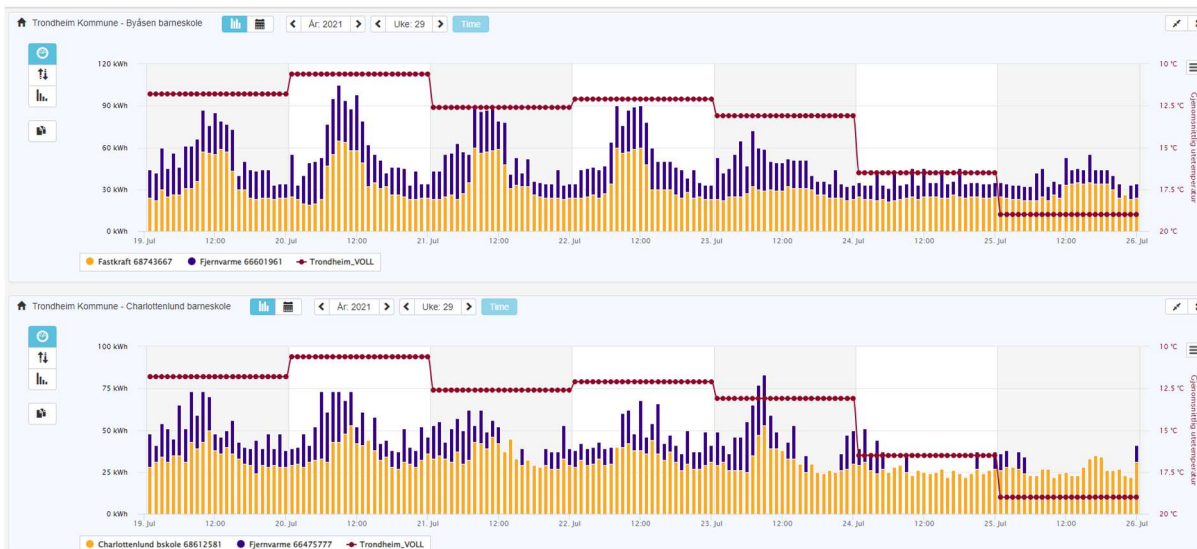 Trondheim Kommune - Byåsen barneskole
År: 2021
Uke: 29
Time
120 kWh
90 kWh
60 kWh
30 kWh
0 kWh
10 °C
12.5 °C
15 °C
17.5 °C
20 °C
Gjennomsnittlig utetemperatur
19. Jul 12:00 20. Jul 12:00 21. Jul 12:00 22. Jul 12:00 23. Jul 12:00 24. Jul 12:00 25. Jul 12:00 26. Jul
Fastkraft 68743667 Fjernvarme 66601961 Trondheim_VOLL
Trondheim Kommune - Charlottenlund barneskole
År: 2021
Uke: 29
Time
100 kWh
75 kWh
50 kWh
25 kWh
0 kWh
10 °C
12.5 °C
15 °C
17.5 °C
20 °C
Gjennomsnittlig utetemperatur
19. Jul 12:00 20. Jul 12:00 21. Jul 12:00 22. Jul 12:00 23. Jul 12:00 24. Jul 12:00 25. Jul 12:00 26. Jul
Charlottenlund bskole 68612581 Fjernvarme 66475777 Trondheim_VOLL